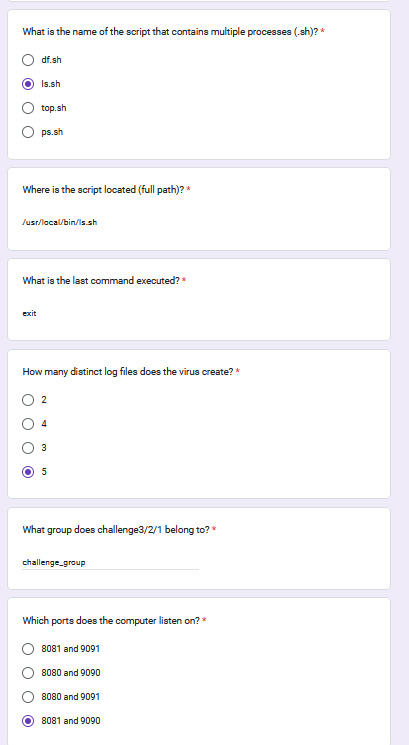 What is the name of the script that contains multiple processes (.sh)? *
df.sh
ls.sh
top.sh
ps.sh
Where is the script located (full path)? *
/usr/local/bin/ls.sh
What is the last command executed? *
exit
How many distinct log files does the virus create? *
2
4
3
5
What group does challenge3/2/1 belong to? *
challenge_group
Which ports does the computer listen on? *
8081 and 9091
8080 and 9090
8080 and 9091
8081 and 9090